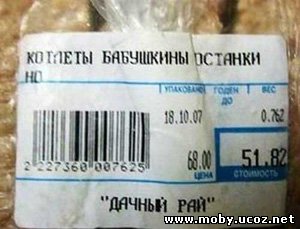 КОТЛЕТЫ БАБУШКИНЫ ОСТАНКИ
НО
УПАКОВАНО ГОДЕН ДО ВЕС
18.10.07 0.762
68.00 51.82
ЦЕНА СТОИМОСТЬ
2 227360 007625
"ДАЧНЫЙ РАЙ"
www.moby.ucoz.net